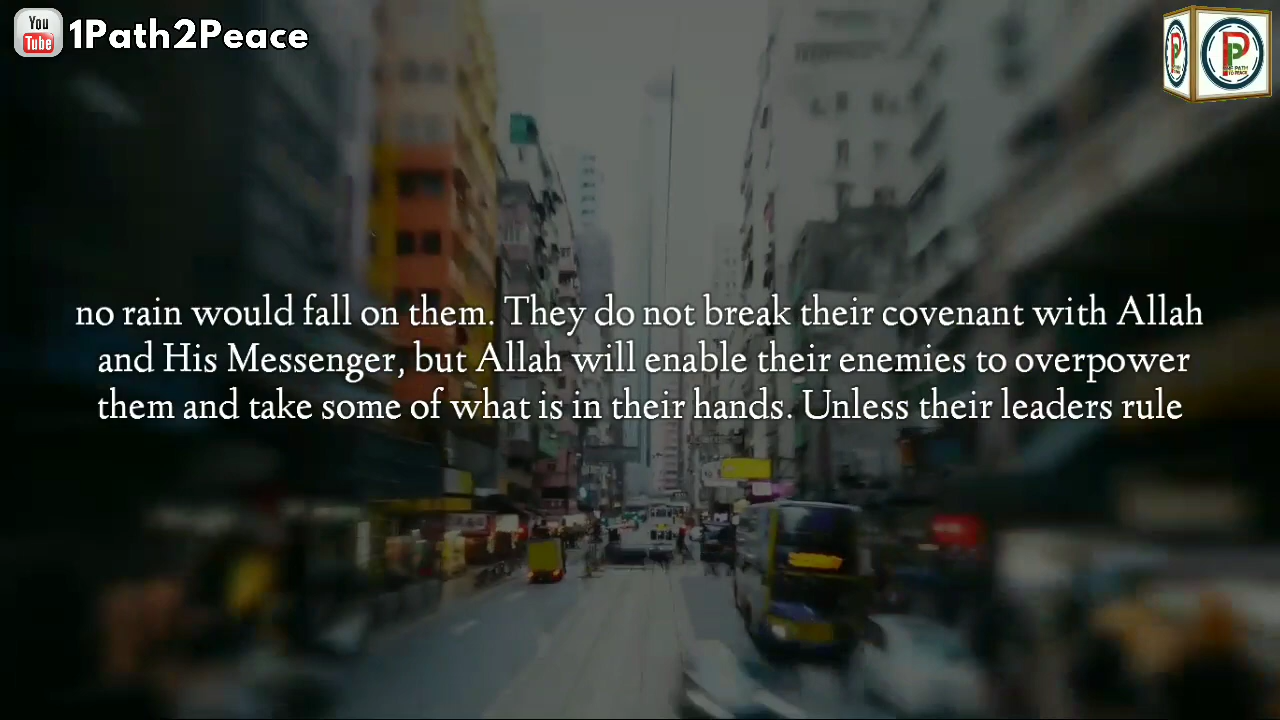 You
Tube
1Path2Peace
no rain would fall on them. They do not break their covenant with Allah
and His Messenger, but Allah will enable their enemies to overpower
them and take some of what is in their hands. Unless their leaders rule